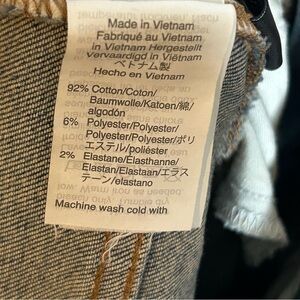 Made in Vietnam
Fabriqué au Vietnam
in Vietnam Hergestellt
vervaardigd in Viëtnam
ベトナム製
Hecho en Vietnam
92% Cotton/Coton/
Baumwolle/Katoen/綿/
algodón
6% Polyester/Polyester/
Polyester/Polyester/ポリ
エステル/poliéster
2% Elastane/Élasthanne/
Elastan/Elastaan/エラス
テーン/elastano
Machine wash cold with